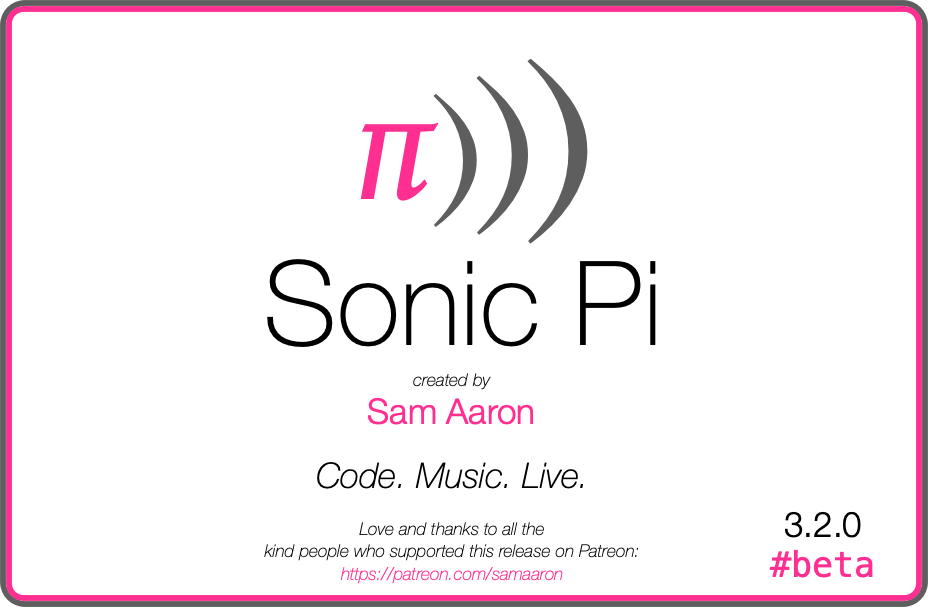 π)))
Sonic Pi
created by
Sam Aaron
Code. Music. Live.
Love and thanks to all the
kind people who supported this release on Patreon:
https://patreon.com/samaaron
3.2.0
#beta